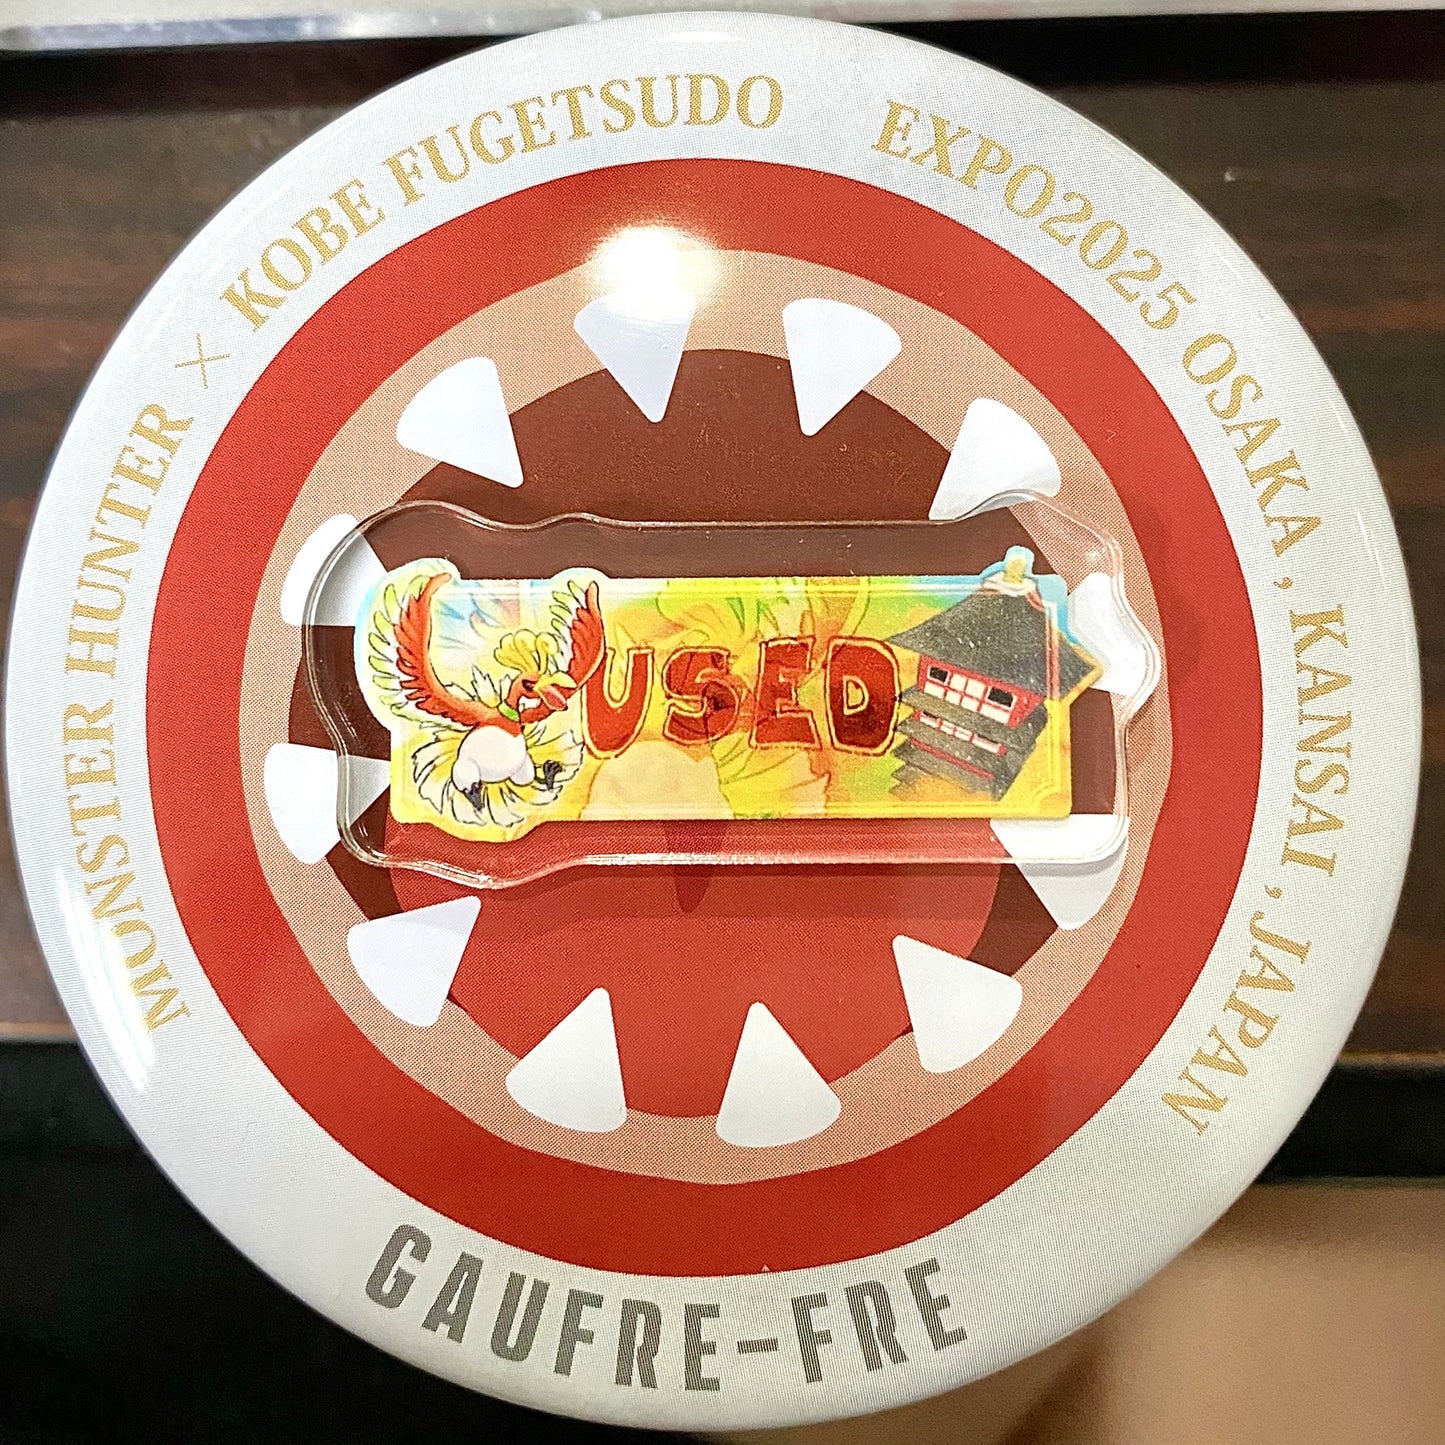 MONSTER HUNTER × KOBE FUGETSUDO
EXPO2025 OSAKA, KANSAI, JAPAN
USED
GAUFRE-FRE